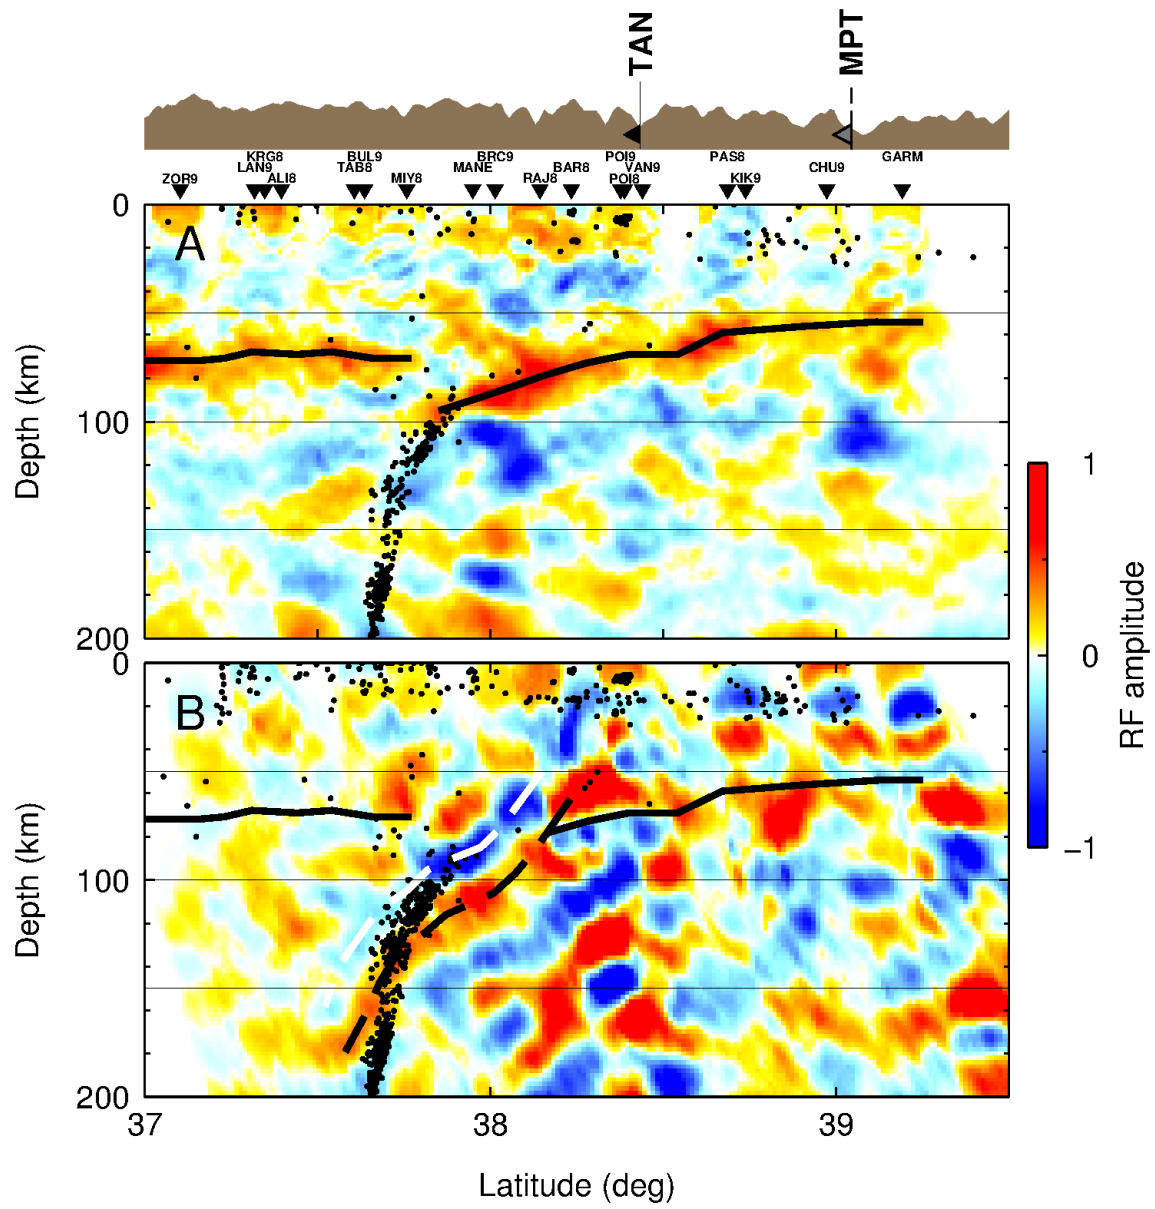 TAN
MPT
KRG8 BUL9 BRC9 POI9 PAS8 GARM
LAN9 TAB8 MANE BAR8 VAN9 CHU9
ZOR9 ALI8 MIY8 RAJ8 POI8 KIK9
0
A
Depth (km)
100
200
0
B
Depth (km)
100
200
37 38 39
Latitude (deg)
1
0
−1
RF amplitude